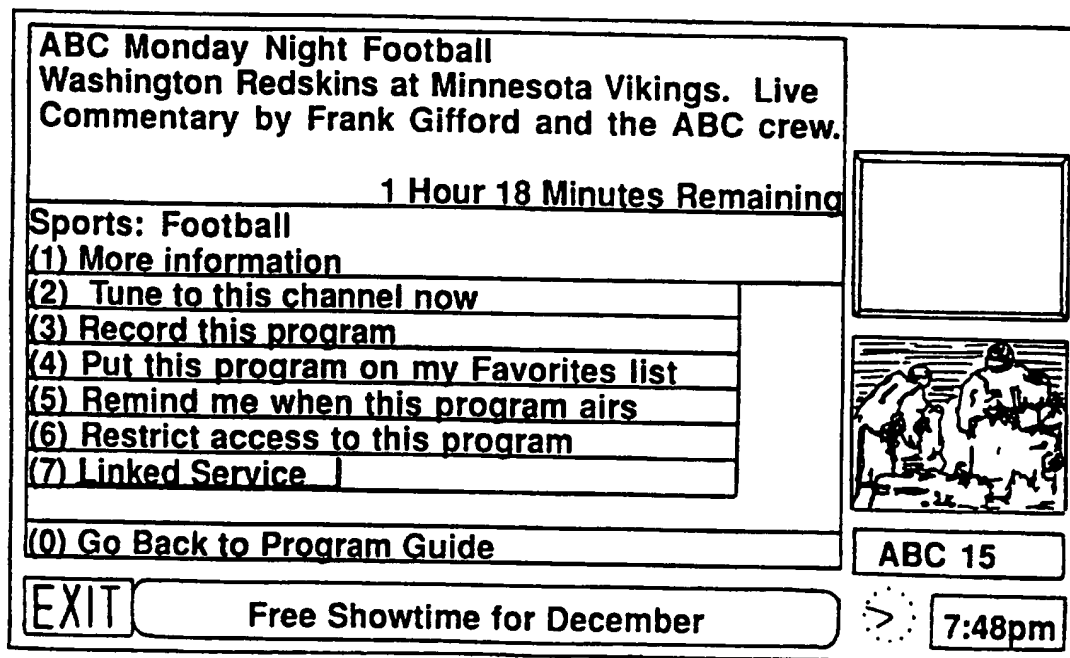 ABC Monday Night Football
Washington Redskins at Minnesota Vikings.  Live
Commentary by Frank Gifford and the ABC crew.
1 Hour 18 Minutes Remaining
Sports: Football
(1) More information
(2) Tune to this channel now
(3) Record this program
(4) Put this program on my Favorites list
(5) Remind me when this program airs
(6) Restrict access to this program
(7) Linked Service
(0) Go Back to Program Guide
ABC 15
EXIT
Free Showtime for December
7:48pm